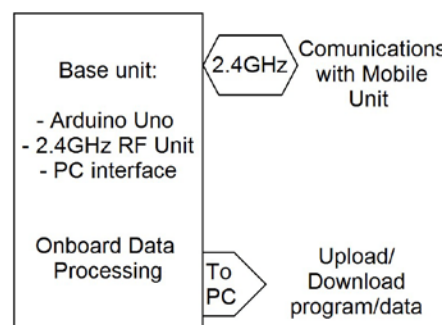 Base unit:
- Arduino Uno
- 2.4GHz RF Unit
- PC interface
Onboard Data
Processing
2.4GHz
Comunications
with Mobile
Unit
To
PC
Upload/
Download
program/data